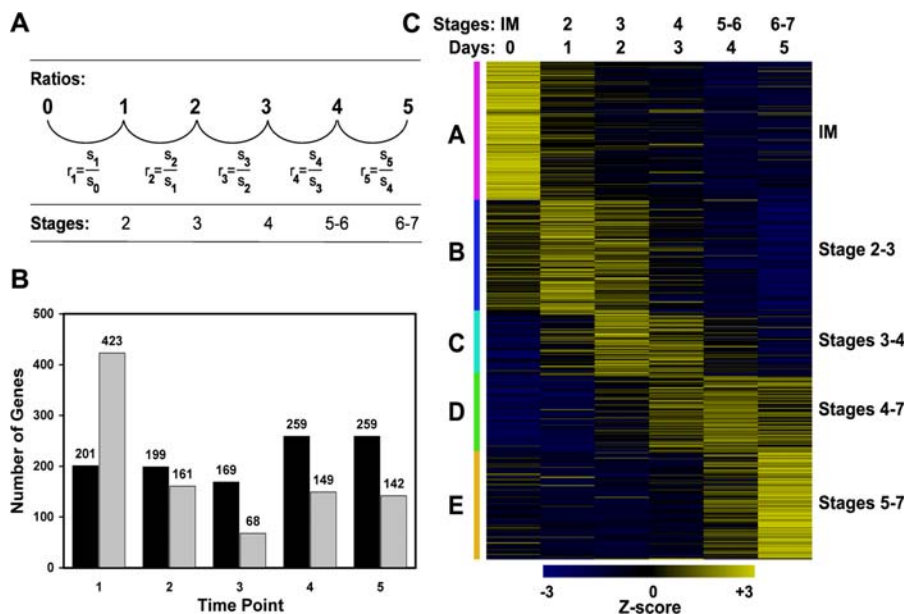 A
Ratios:
0 1 2 3 4 5
r1=s1/s0 r2=s2/s1 r3=s3/s2 r4=s4/s3 r5=s5/s4
Stages: 2 3 4 5-6 6-7
B
Number of Genes
500
400
300
200
100
0
201 423 199 161 169 68 259 149 259 142
1 2 3 4 5
Time Point
C
Stages: IM 2 3 4 5-6 6-7
Days: 0 1 2 3 4 5
A IM
B Stage 2-3
C Stages 3-4
D Stages 4-7
E Stages 5-7
-3 0 +3
Z-score